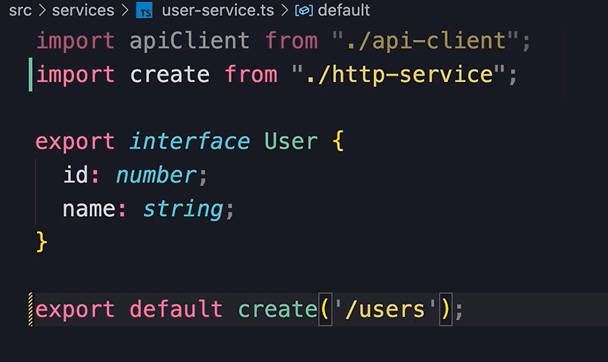 src > services > TS user-service.ts > default
import apiClient from "./api-client";
import create from "./http-service";
export interface User {
id: number;
name: string;
}
export default create('/users');